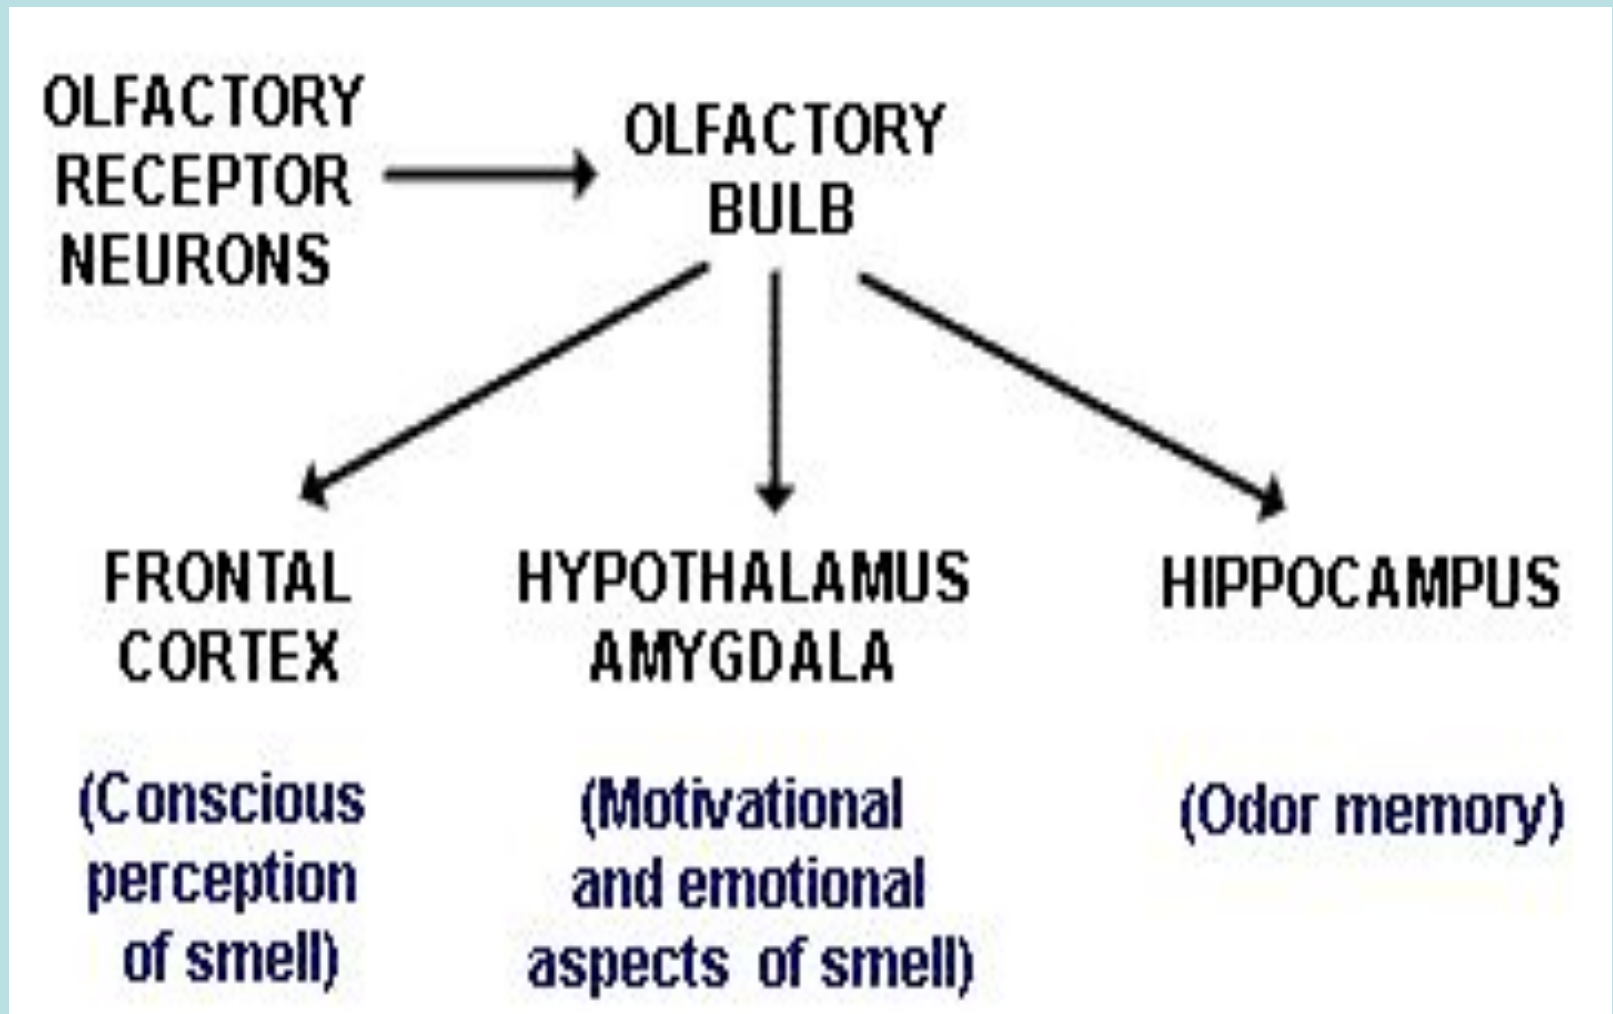 OLFACTORY
RECEPTOR
NEURONS
OLFACTORY
BULB
FRONTAL
CORTEX
(Conscious
perception
of smell)
HYPOTHALAMUS
AMYGDALA
(Motivational
and emotional
aspects of smell)
HIPPOCAMPUS
(Odor memory)